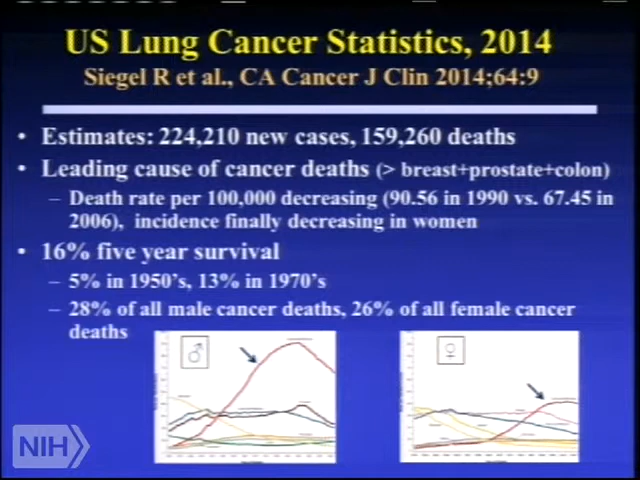 US Lung Cancer Statistics, 2014
Siegel R et al., CA Cancer J Clin 2014;64:9
• Estimates: 224,210 new cases, 159,260 deaths
• Leading cause of cancer deaths (> breast+prostate+colon)
– Death rate per 100,000 decreasing (90.56 in 1990 vs. 67.45 in
2006), incidence finally decreasing in women
• 16% five year survival
– 5% in 1950's, 13% in 1970's
– 28% of all male cancer deaths, 26% of all female cancer
deaths
♂
♀
NIH